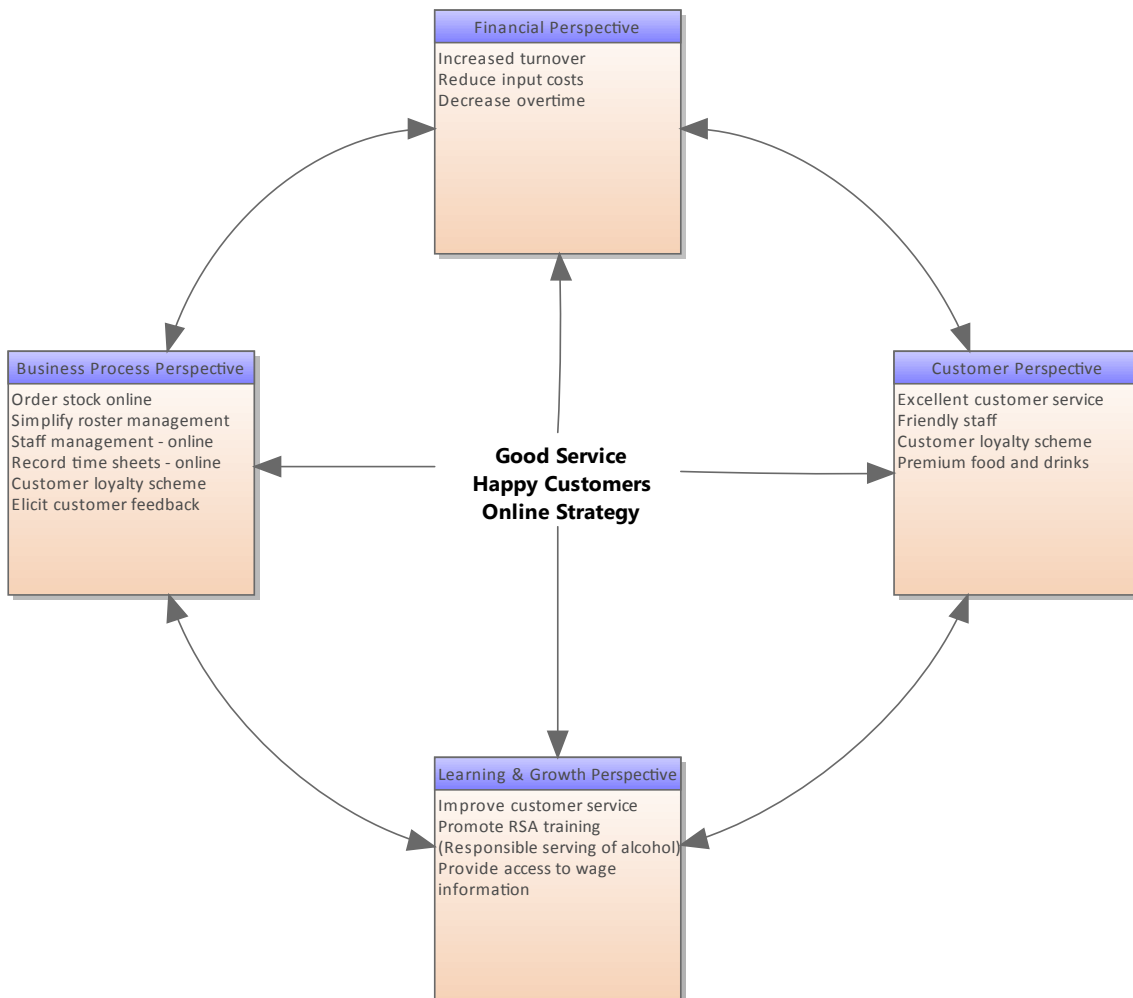 Financial Perspective
Increased turnover
Reduce input costs
Decrease overtime
Business Process Perspective
Order stock online
Simplify roster management
Staff management - online
Record time sheets - online
Customer loyalty scheme
Elicit customer feedback
Good Service
Happy Customers
Online Strategy
Customer Perspective
Excellent customer service
Friendly staff
Customer loyalty scheme
Premium food and drinks
Learning & Growth Perspective
Improve customer service
Promote RSA training
(Responsible serving of alcohol)
Provide access to wage
information